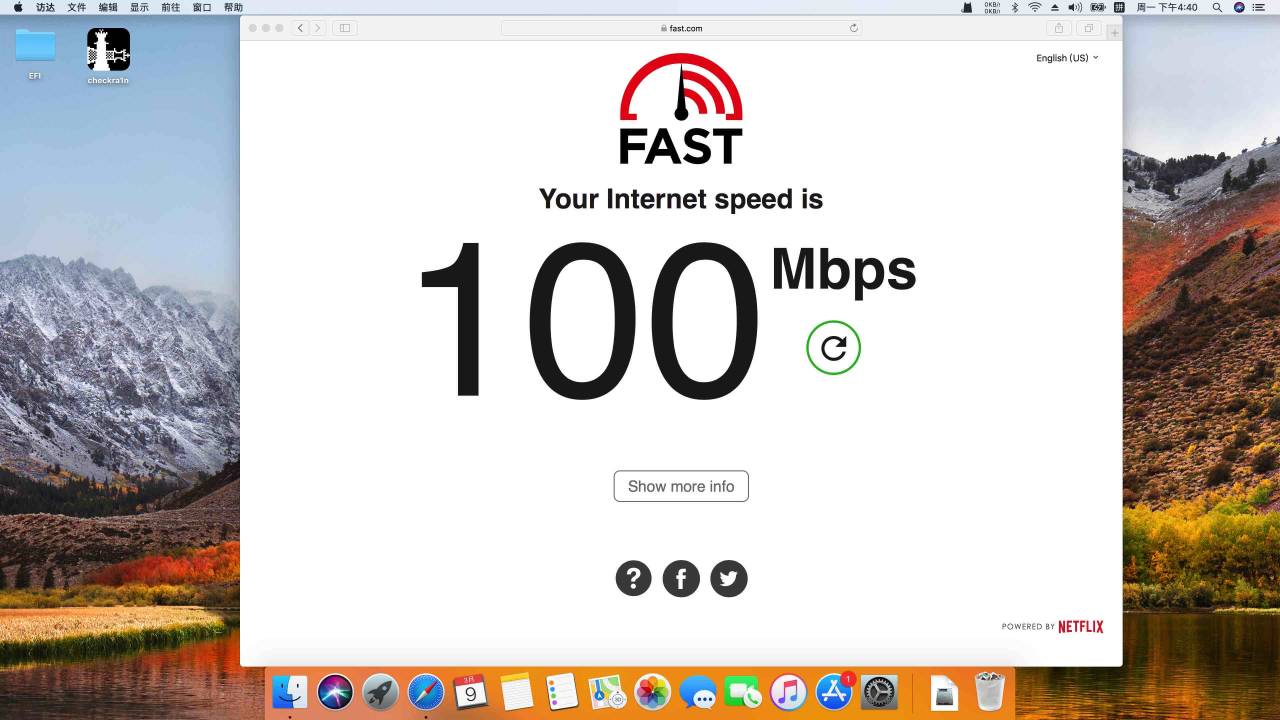 访达 文件 编辑 显示 前往 窗口 帮助
0KB/s
0KB/s
拼 周一 下午4:40
EFI
checkra1n
fast.com
English (US)
FAST
Your Internet speed is
100 Mbps
Show more info
?
f
POWERED BY NETFLIX
3月
9
3D
1